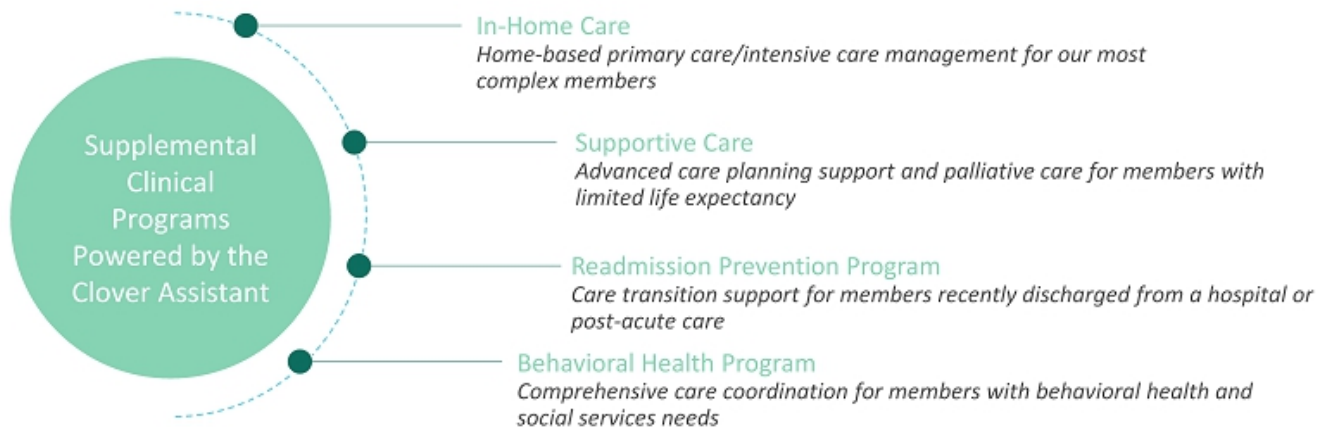 Supplemental
Clinical
Programs
Powered by the
Clover Assistant
In-Home Care
Home-based primary care/intensive care management for our most
complex members
Supportive Care
Advanced care planning support and palliative care for members with
limited life expectancy
Readmission Prevention Program
Care transition support for members recently discharged from a hospital or
post-acute care
Behavioral Health Program
Comprehensive care coordination for members with behavioral health and
social services needs